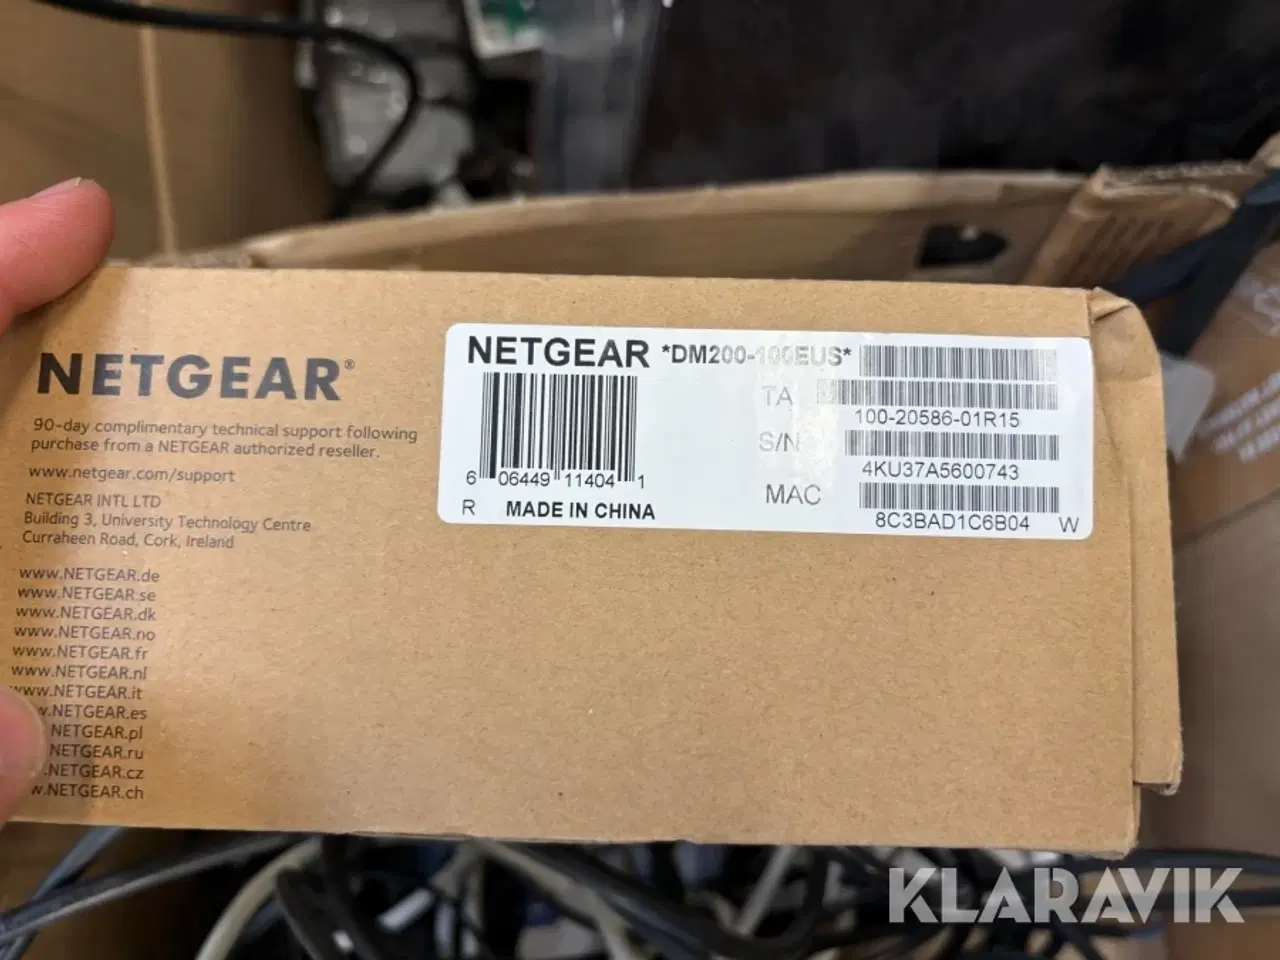 NETGEAR®
90-day complimentary technical support following
purchase from a NETGEAR authorized reseller.
www.netgear.com/support
NETGEAR INTL LTD
Building 3, University Technology Centre
Curraheen Road, Cork, Ireland
www.NETGEAR.de
www.NETGEAR.se
www.NETGEAR.dk
www.NETGEAR.no
www.NETGEAR.fr
www.NETGEAR.nl
www.NETGEAR.it
w.NETGEAR.es
NETGEAR.pl
NETGEAR.ru
.NETGEAR.cz
w.NETGEAR.ch
NETGEAR *DM200-100EUS*
TA
100-20586-01R15
S/N
4KU37A5600743
MAC
8C3BAD1C6B04 W
6 06449 11404 1
R MADE IN CHINA
KLARAVIK